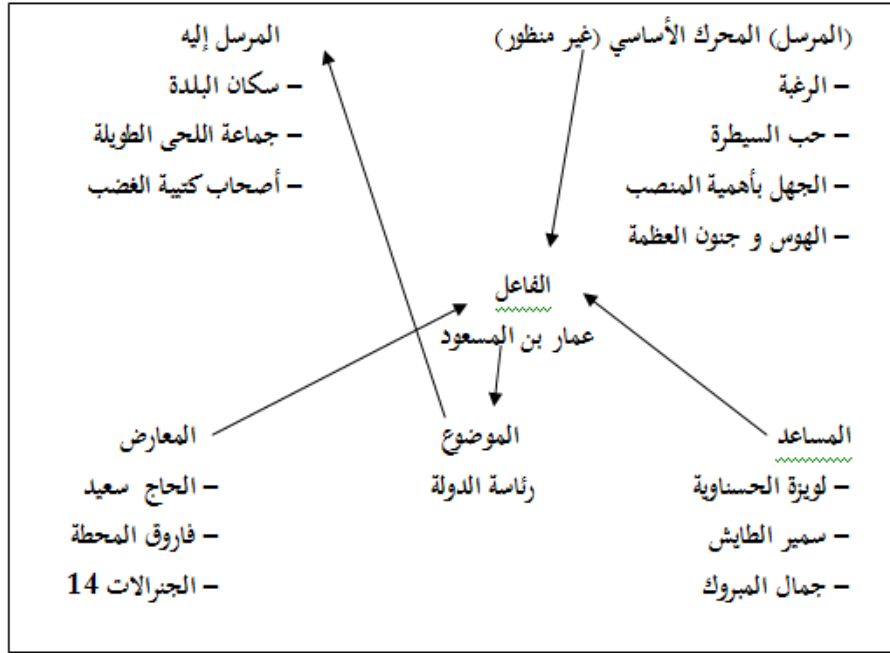 (المرسل) المحرك الأساسي (غير منظور)
– الرغبة
– حب السيطرة
– الجهل بأهمية المنصب
– الهوس و جنون العظمة
المرسل إليه
– سكان البلدة
– جماعة اللحى الطويلة
– أصحاب كتيبة الغضب
الفاعل
عمار بن المسعود
المساعد
– لويزة الحسناوية
– سمير الطايش
– جمال المبروك
الموضوع
رئاسة الدولة
المعارض
– الحاج سعيد
– فاروق المحطة
– الجنرالات 14